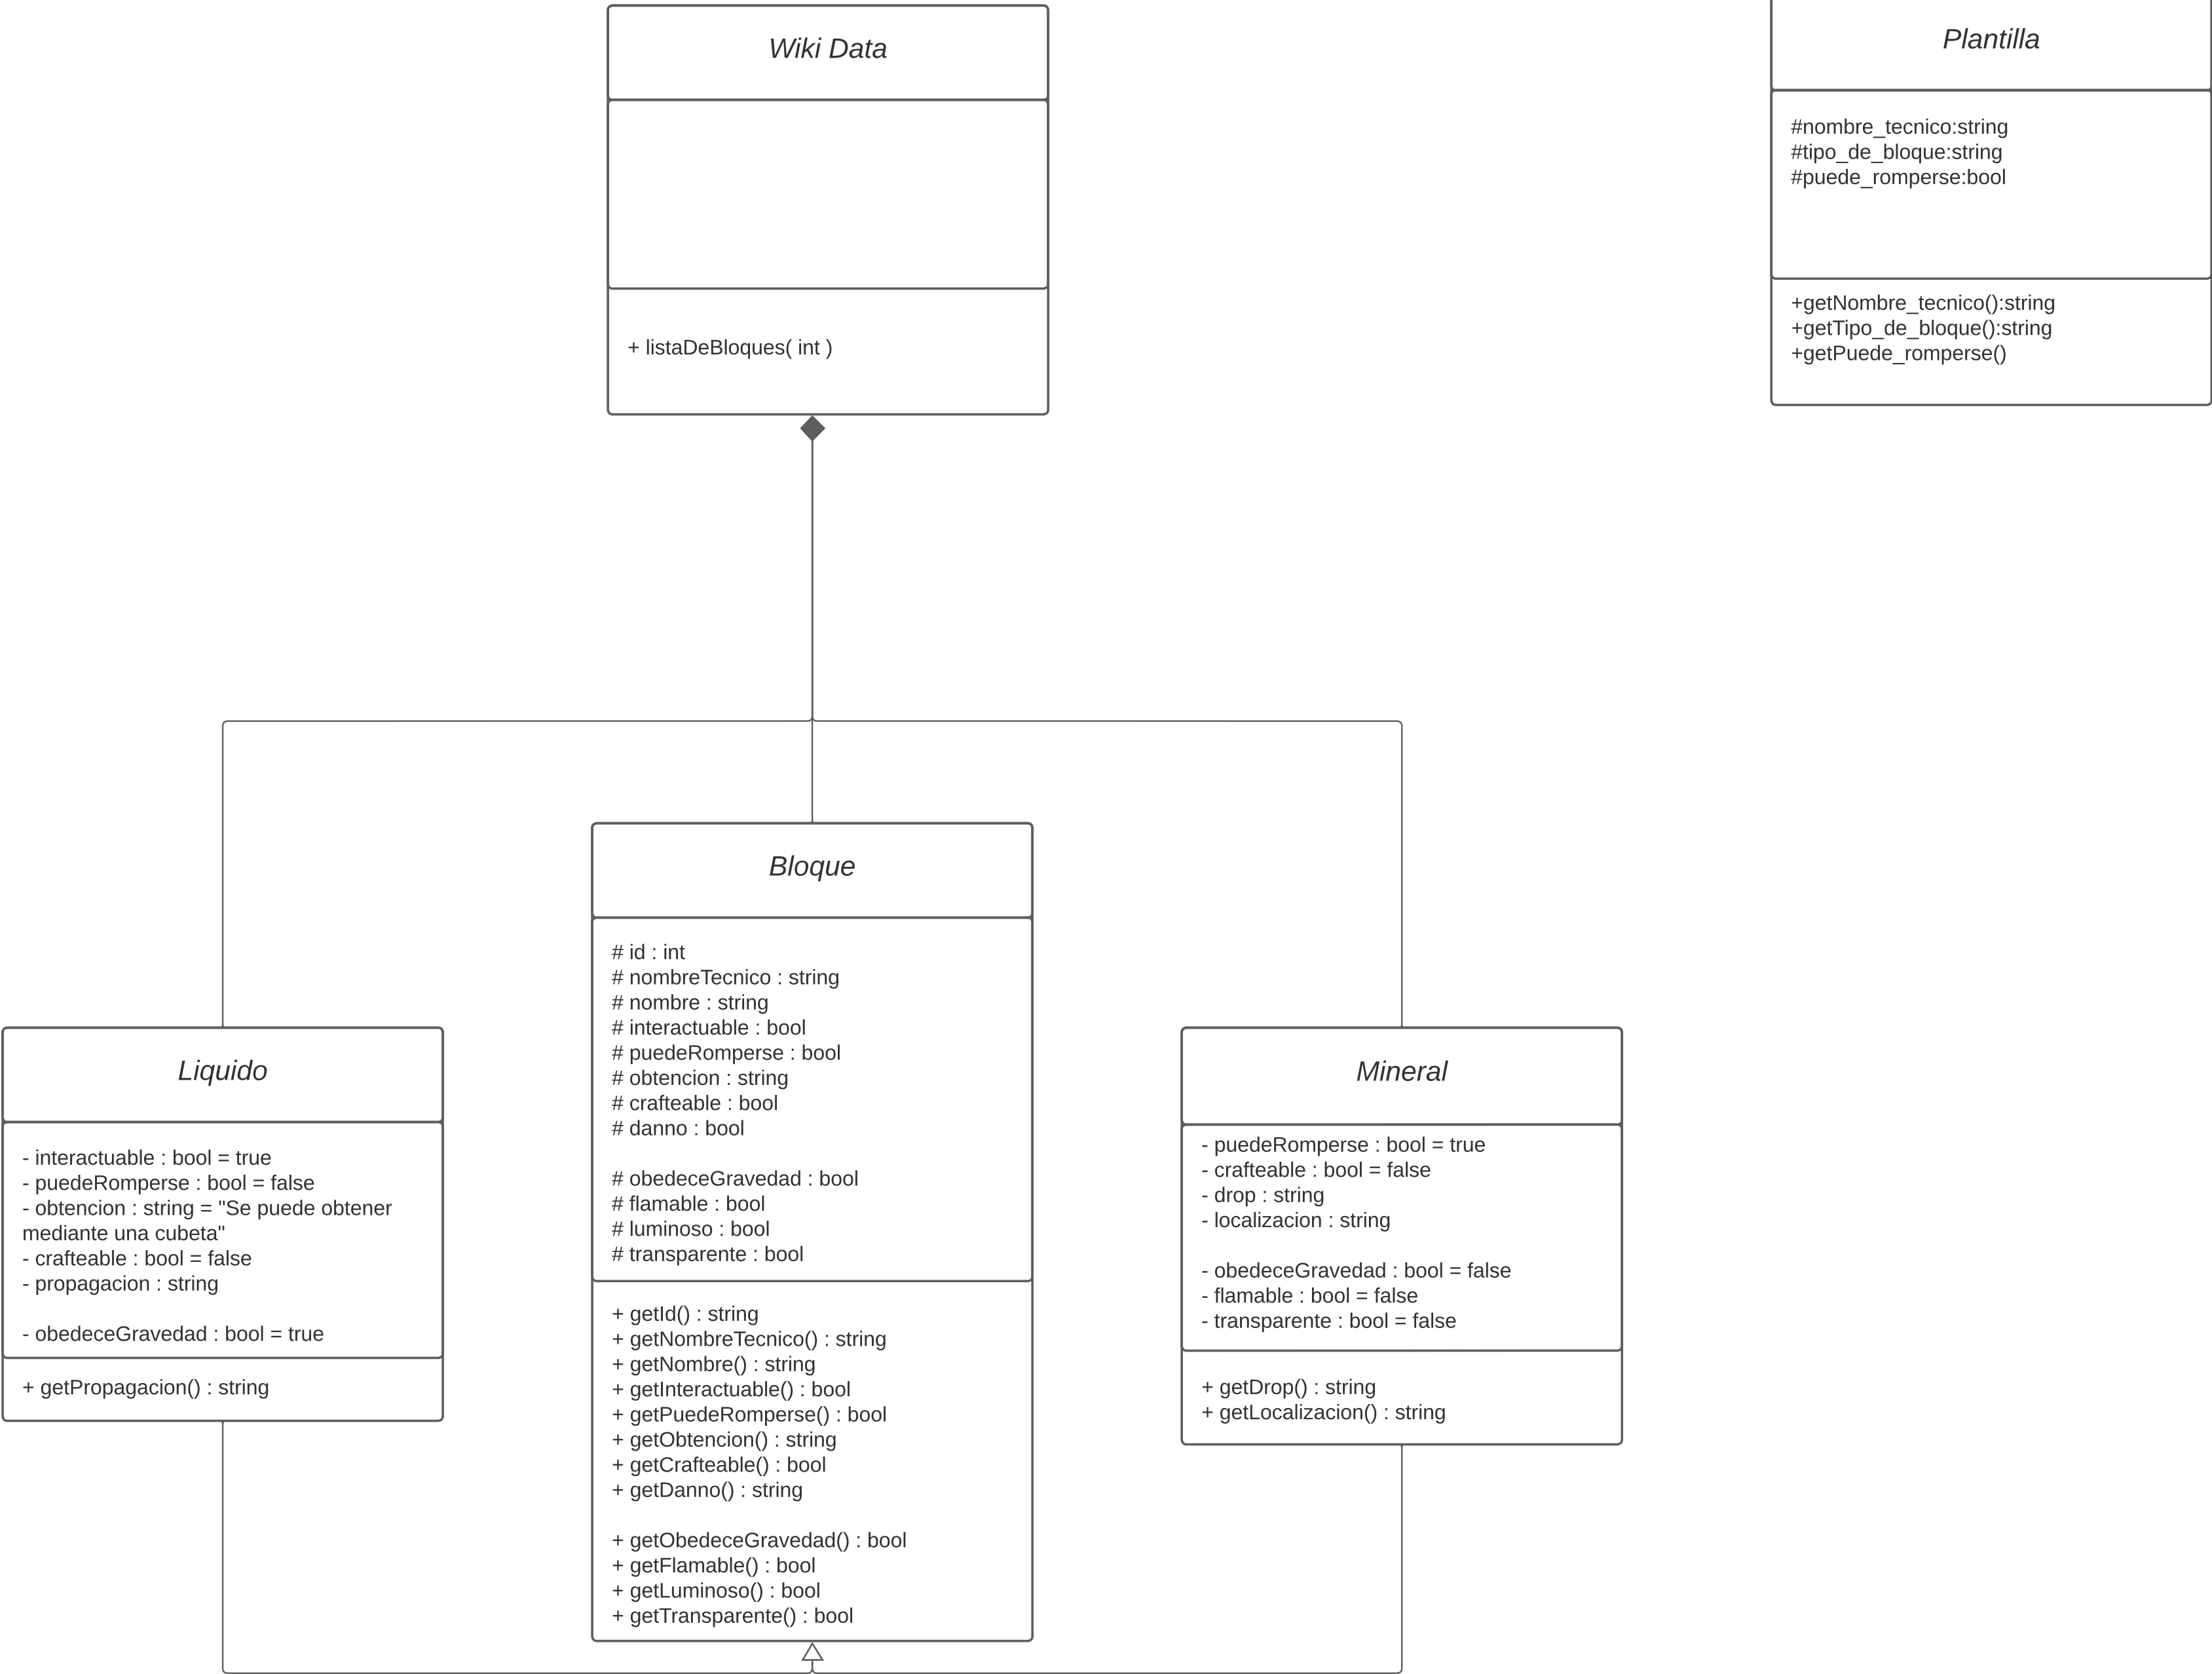 Wiki Data
+ listaDeBloques( int )
Plantilla
#nombre_tecnico:string
#tipo_de_bloque:string
#puede_romperse:bool
+getNombre_tecnico():string
+getTipo_de_bloque():string
+getPuede_romperse()
Liquido
- interactuable : bool = true
- puedeRomperse : bool = false
- obtencion : string = "Se puede obtener
mediante una cubeta"
- crafteable : bool = false
- propagacion : string
- obedeceGravedad : bool = true
+ getPropagacion() : string
Bloque
# id : int
# nombreTecnico : string
# nombre : string
# interactuable : bool
# puedeRomperse : bool
# obtencion : string
# crafteable : bool
# danno : bool
# obedeceGravedad : bool
# flamable : bool
# luminoso : bool
# transparente : bool
+ getId() : string
+ getNombreTecnico() : string
+ getNombre() : string
+ getInteractuable() : bool
+ getPuedeRomperse() : bool
+ getObtencion() : string
+ getCrafteable() : bool
+ getDanno() : string
+ getObedeceGravedad() : bool
+ getFlamable() : bool
+ getLuminoso() : bool
+ getTransparente() : bool
Mineral
- puedeRomperse : bool = true
- crafteable : bool = false
- drop : string
- localizacion : string
- obedeceGravedad : bool = false
- flamable : bool = false
- transparente : bool = false
+ getDrop() : string
+ getLocalizacion() : string